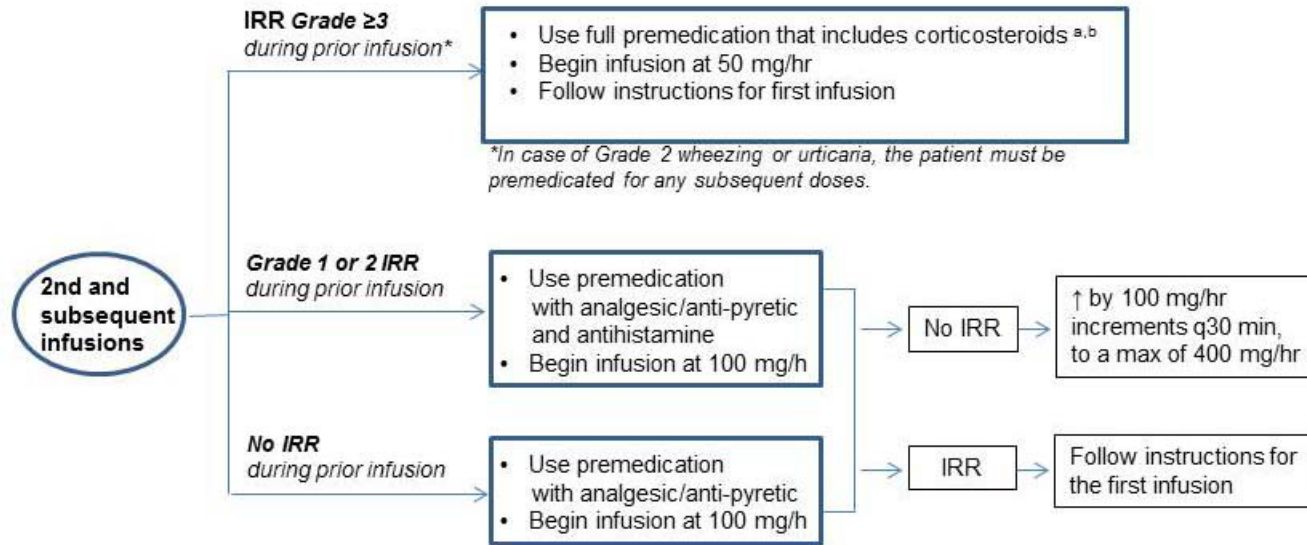 IRR Grade ≥3
during prior infusion*
• Use full premedication that includes corticosteroids a,b
• Begin infusion at 50 mg/hr
• Follow instructions for first infusion
*In case of Grade 2 wheezing or urticaria, the patient must be
premedicated for any subsequent doses.
2nd and
subsequent
infusions
Grade 1 or 2 IRR
during prior infusion
• Use premedication
with analgesic/anti-pyretic
and antihistamine
• Begin infusion at 100 mg/h
No IRR
↑ by 100 mg/hr
increments q30 min,
to a max of 400 mg/hr
No IRR
during prior infusion
• Use premedication
with analgesic/anti-pyretic
• Begin infusion at 100 mg/h
IRR
Follow instructions for
the first infusion